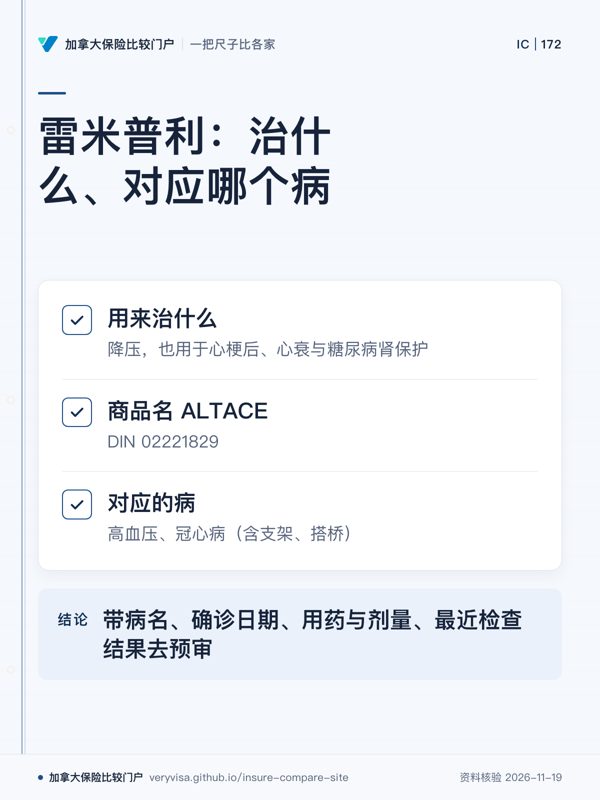 加拿大保险比较门户 | 一把尺子比各家
IC | 172
雷米普利：治什
么、对应哪个病
用来治什么
降压，也用于心梗后、心衰与糖尿病肾保护
商品名 ALTACE
DIN 02221829
对应的病
高血压、冠心病（含支架、搭桥）
结论 带病名、确诊日期、用药与剂量、最近检查
结果去预审
加拿大保险比较门户 veryvisa.github.io/insure-compare-site
资料核验 2026-11-19